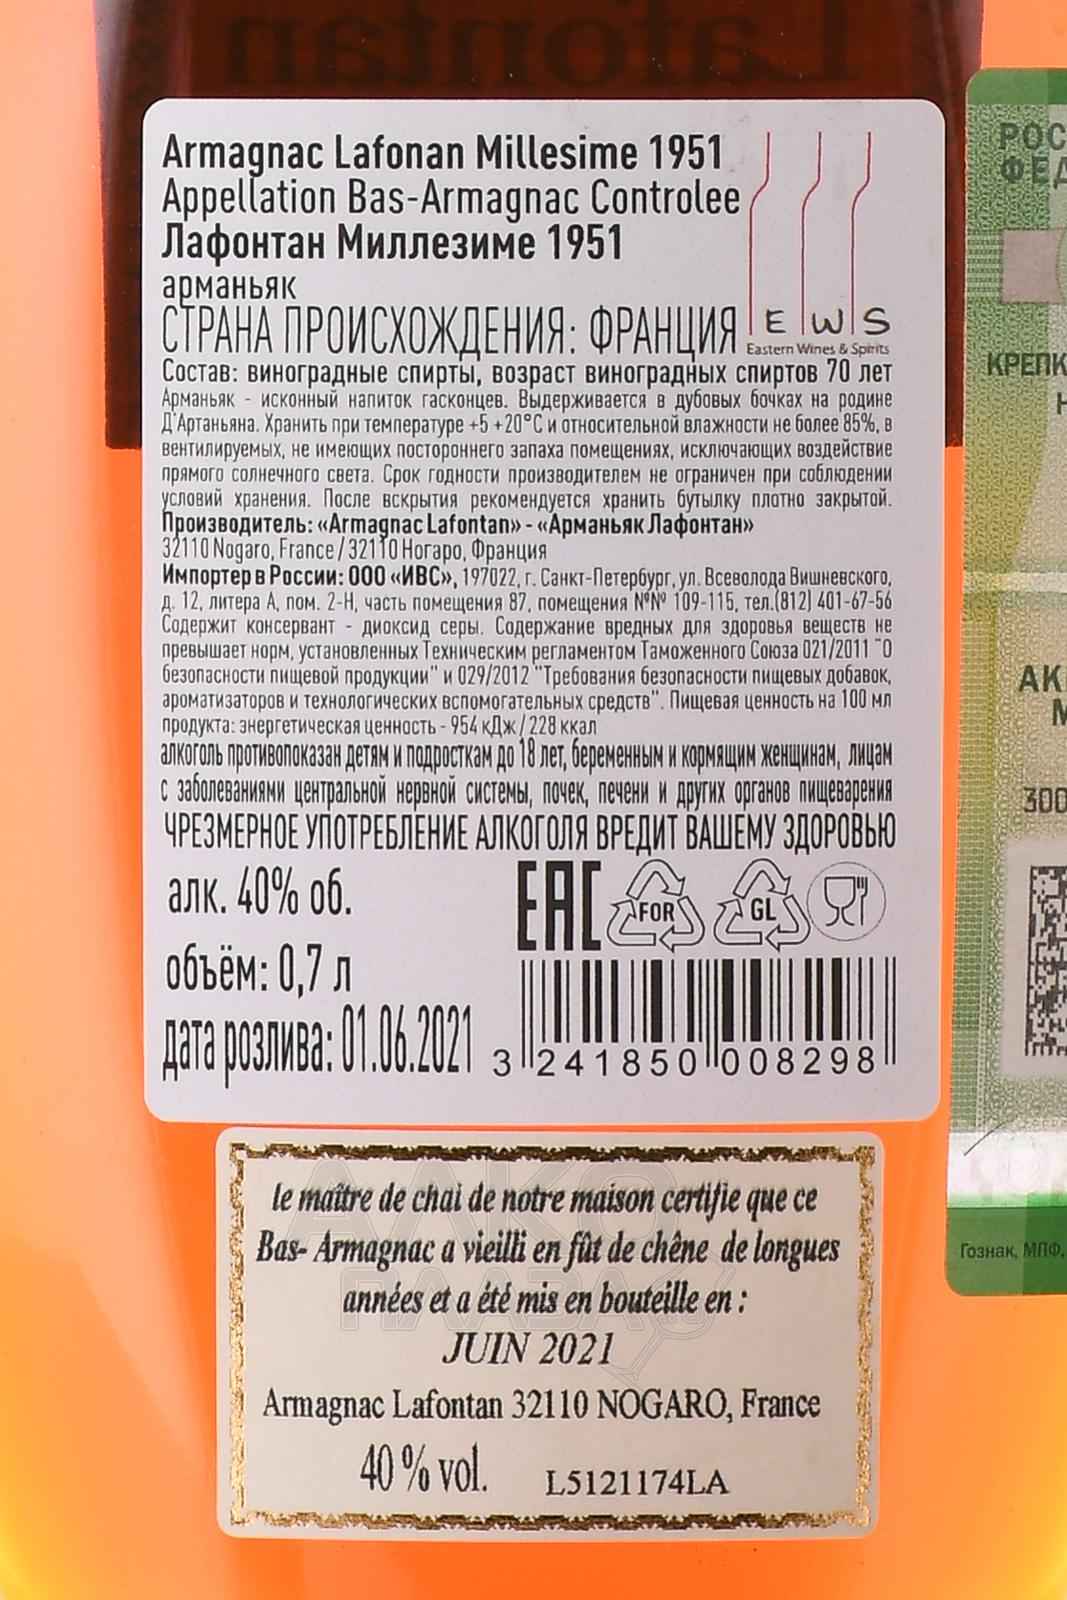 Lafontan
Armagnac Lafonan Millesime 1951
Appellation Bas-Armagnac Controlee
Лафонтан Миллезиме 1951
арманьяк
СТРАНА ПРОИСХОЖДЕНИЯ: ФРАНЦИЯ
E W S
Eastern Wines & Spirits
Состав: виноградные спирты, возраст виноградных спиртов 70 лет
Арманьяк - исконный напиток гасконцев. Выдерживается в дубовых бочках на родине
Д'Артаньяна. Хранить при температуре +5 +20°С и относительной влажности не более 85%, в
вентилируемых, не имеющих постороннего запаха помещениях, исключающих воздействие
прямого солнечного света. Срок годности производителем не ограничен при соблюдении
условий хранения. После вскрытия рекомендуется хранить бутылку плотно закрытой.
Производитель: «Armagnac Lafontan» - «Арманьяк Лафонтан»
32110 Nogaro, France / 32110 Ногаро, Франция
Импортер в России: ООО «ИВС», 197022, г. Санкт-Петербург, ул. Всеволода Вишневского,
д. 12, литера А, пом. 2-Н, часть помещения 87, помещения №№ 109-115, тел.(812) 401-67-56
Содержит консервант - диоксид серы. Содержание вредных для здоровья веществ не
превышает норм, установленных Техническим регламентом Таможенного Союза 021/2011 "О
безопасности пищевой продукции" и 029/2012 "Требования безопасности пищевых добавок,
ароматизаторов и технологических вспомогательных средств". Пищевая ценность на 100 мл
продукта: энергетическая ценность - 954 кДж / 228 ккал
алкоголь противопоказан детям и подросткам до 18 лет, беременным и кормящим женщинам, лицам
с заболеваниями центральной нервной системы, почек, печени и других органов пищеварения
ЧРЕЗМЕРНОЕ УПОТРЕБЛЕНИЕ АЛКОГОЛЯ ВРЕДИТ ВАШЕМУ ЗДОРОВЬЮ
алк. 40% об.
EAC FOR GL
объём: 0,7 л
дата розлива: 01.06.2021
3 241850 008298
le maître de chai de notre maison certifie que ce
Bas- Armagnac a vieilli en fût de chêne de longues
années et a été mis en bouteille en :
JUIN 2021
Armagnac Lafontan 32110 NOGARO, France
40 % vol. L5121174LA
АЛКО
ПЛАЗА
РОС
ФЕД
КРЕПК
Н
АК
М
300
Гознак, МПФ,